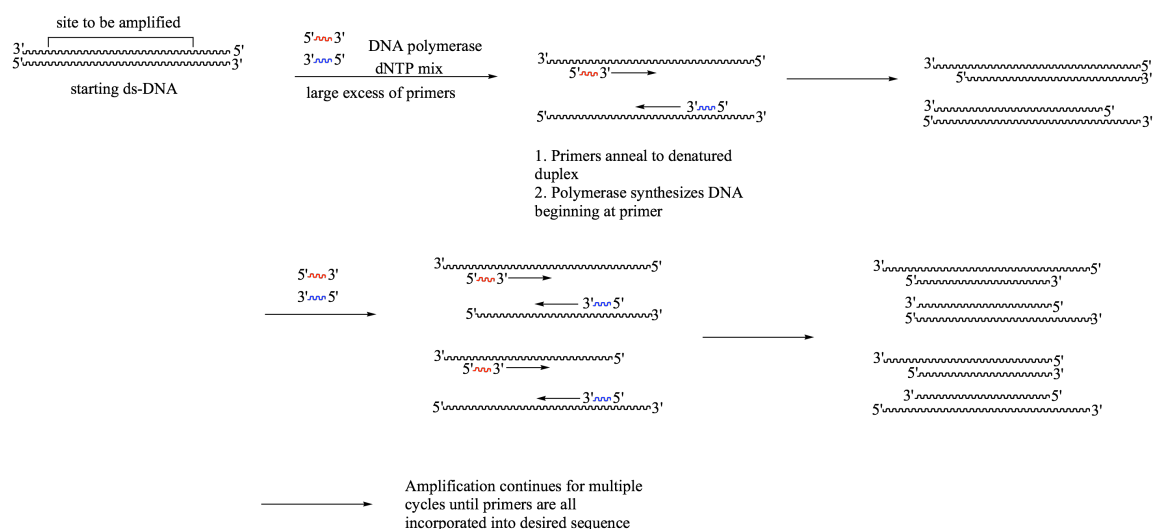 site to be amplified
3' 5'
5' 3'
starting ds-DNA
5' 3'
3' 5'
DNA polymerase
dNTP mix
large excess of primers
3' 5'
5' 3'
3' 5'
5' 3'
1. Primers anneal to denatured
duplex
2. Polymerase synthesizes DNA
beginning at primer
3' 5'
5' 3'
3' 5'
5' 3'
5' 3'
3' 5'
3' 5'
5' 3'
3' 5'
5' 3'
3' 5'
5' 3'
3' 5'
5' 3'
3' 5'
5' 3'
3' 5'
5' 3'
3' 5'
5' 3'
3' 5'
5' 3'
Amplification continues for multiple
cycles until primers are all
incorporated into desired sequence